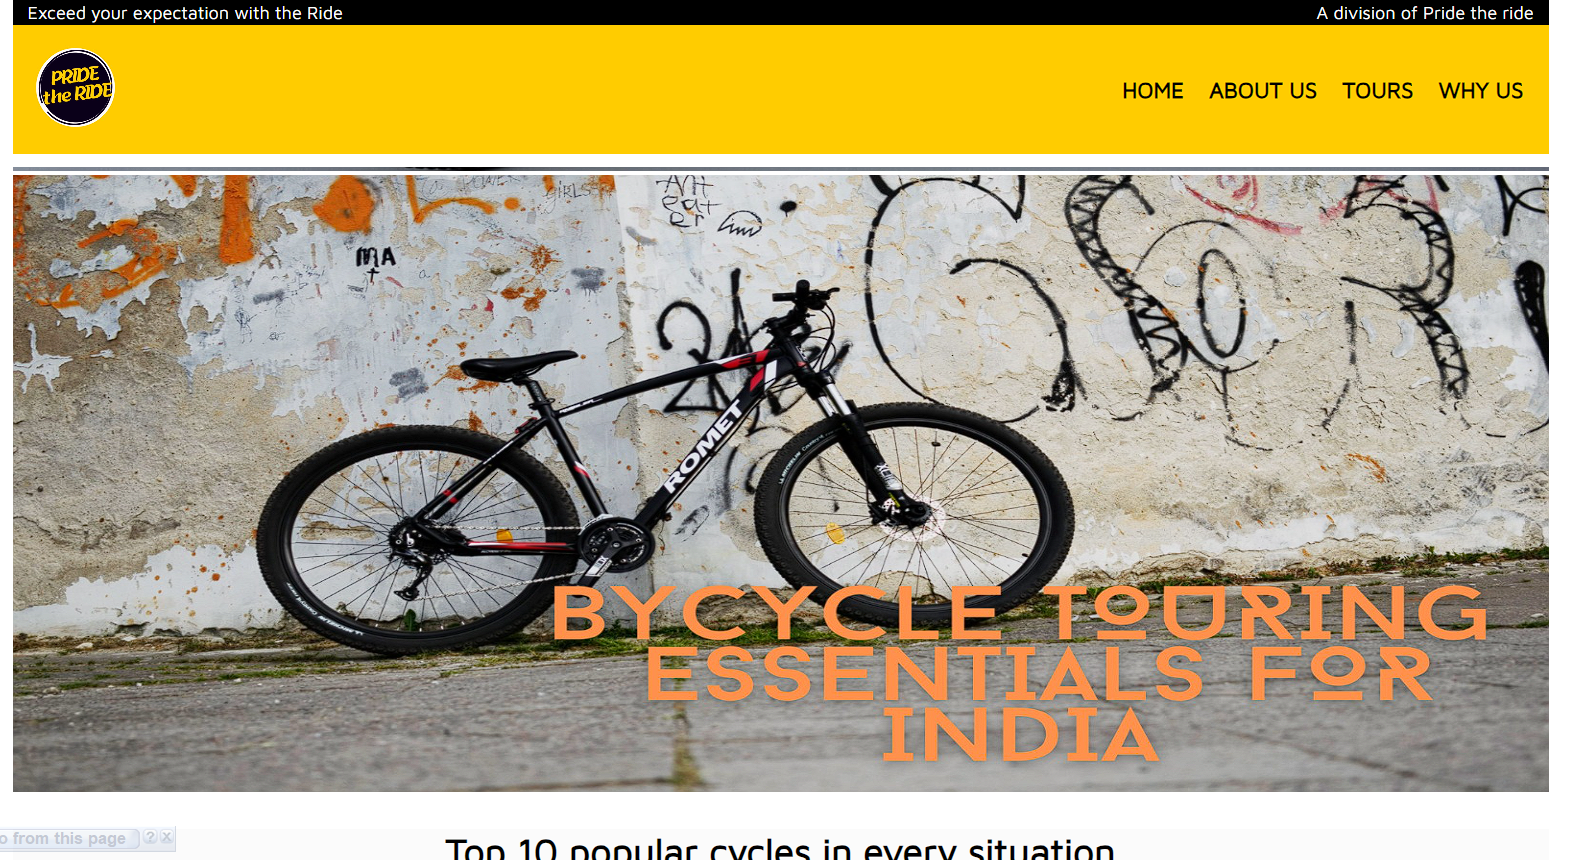 Exceed your expectation with the Ride
A division of Pride the ride
PRIDE
the RIDE
HOME ABOUT US TOURS WHY US
GIRLS
MA
ROMET
BYCYCLE TOURING
ESSENTIALS FOR
INDIA
o from this page
Top 10 popular cycles in every situation